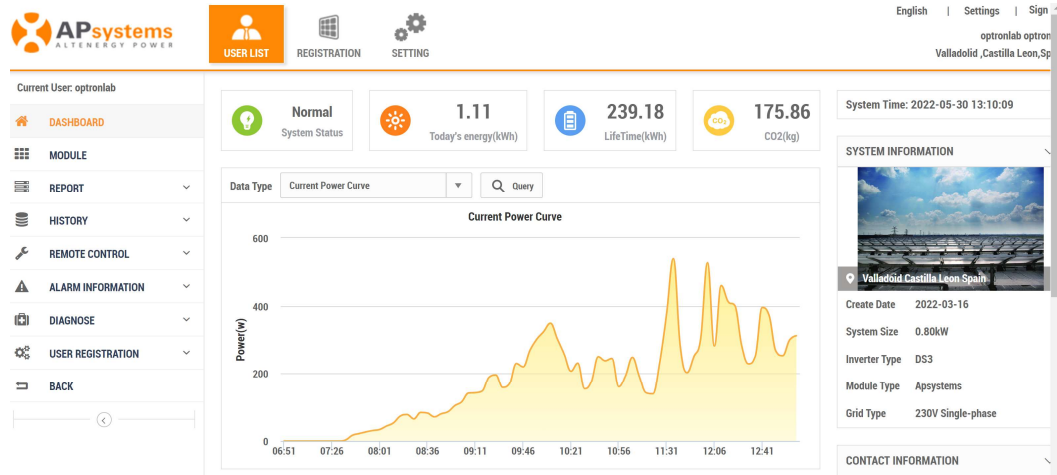 APsystems
ALTENERGY POWER
USER LIST
REGISTRATION
SETTING
English | Settings | Sign
optronlab optron
Valladolid ,Castilla Leon,Sp
Current User: optronlab
DASHBOARD
MODULE
REPORT
HISTORY
REMOTE CONTROL
ALARM INFORMATION
DIAGNOSE
USER REGISTRATION
BACK
Normal
System Status
1.11
Today's energy(kWh)
239.18
LifeTime(kWh)
CO2
175.86
CO2(kg)
Data Type Current Power Curve Query
Current Power Curve
Power(w)
600
400
200
0
06:51 07:26 08:01 08:36 09:11 09:46 10:21 10:56 11:31 12:06 12:41
System Time: 2022-05-30 13:10:09
SYSTEM INFORMATION
Valladoid Castilla Leon Spain
Create Date 2022-03-16
System Size 0.80kW
Inverter Type DS3
Module Type Apsystems
Grid Type 230V Single-phase
CONTACT INFORMATION